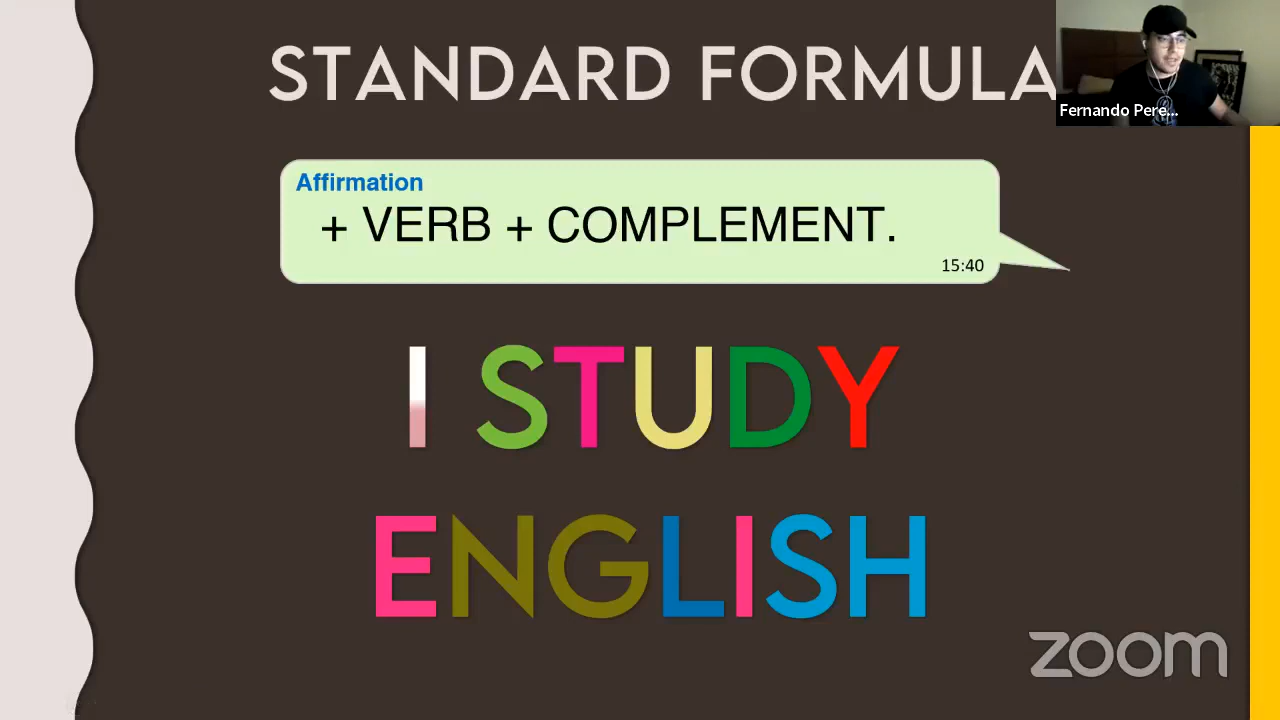 STANDARD FORMULA
Fernando Pere...
Affirmation
+ VERB + COMPLEMENT.
15:40
I STUDY
ENGLISH
zoom